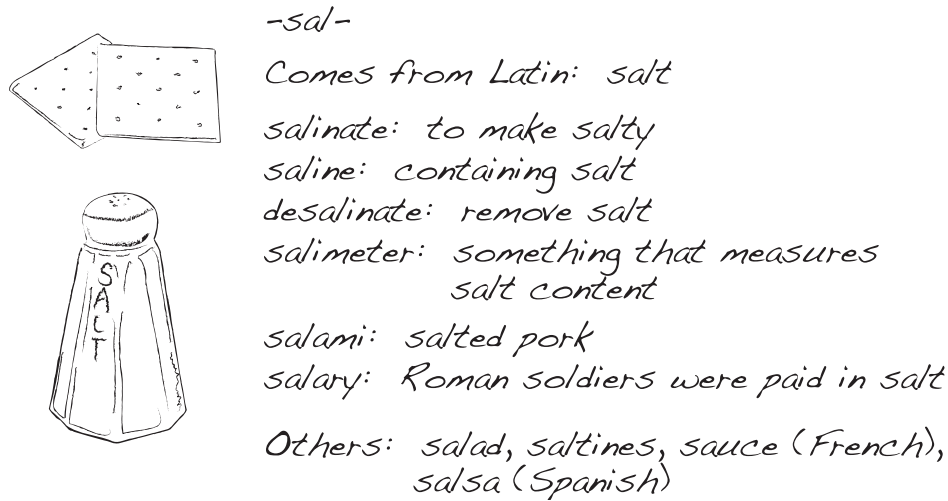 -sal-
Comes from Latin: salt
salinate: to make salty
saline: containing salt
desalinate: remove salt
salimeter: something that measures
salt content
SALT
salami: salted pork
salary: Roman soldiers were paid in salt
Others: salad, saltines, sauce (French),
salsa (Spanish)